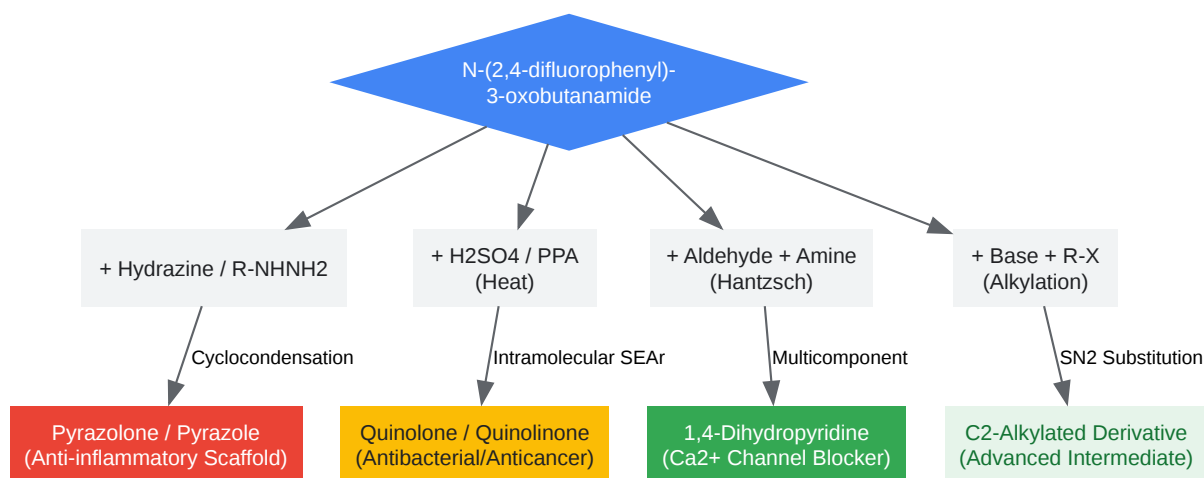 N-(2,4-difluorophenyl)-
3-oxobutanamide
+ Hydrazine / R-NHNH2
+ H2SO4 / PPA
(Heat)
+ Aldehyde + Amine
(Hantzsch)
+ Base + R-X
(Alkylation)
Cyclocondensation
Intramolecular SEAr
Multicomponent
SN2 Substitution
Pyrazolone / Pyrazole
(Anti-inflammatory Scaffold)
Quinolone / Quinolinone
(Antibacterial/Anticancer)
1,4-Dihydropyridine
(Ca2+ Channel Blocker)
C2-Alkylated Derivative
(Advanced Intermediate)